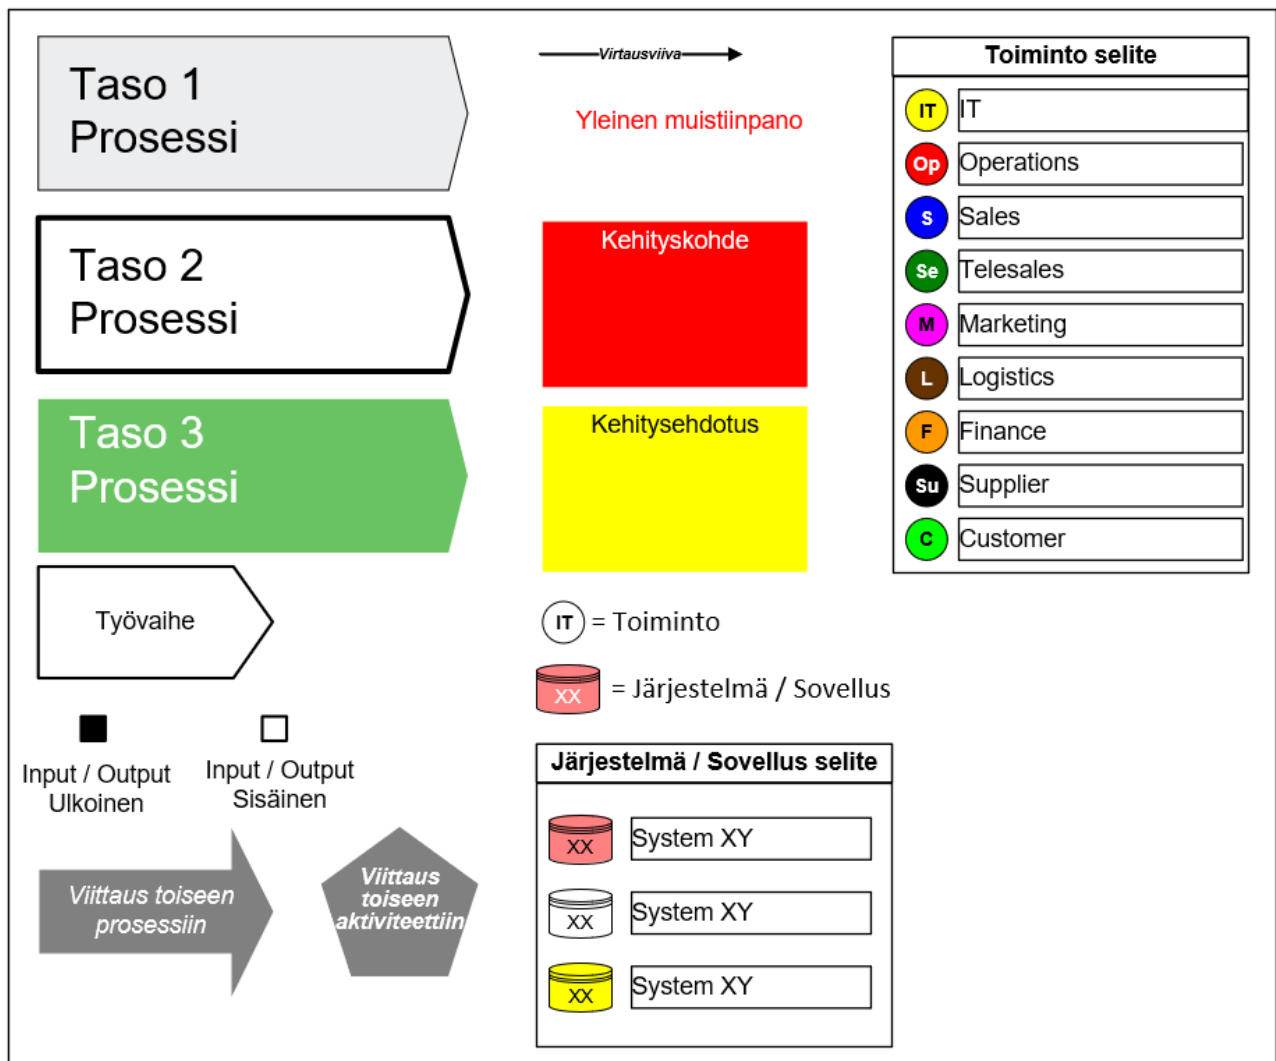 Taso 1
Prosessi
Taso 2
Prosessi
Taso 3
Prosessi
Työvaihe
Input / Output
Ulkoinen
Input / Output
Sisäinen
Viittaus toiseen
prosessiin
Viittaus
toiseen
aktiviteettiin
Virtausviiva
Yleinen muistiinpano
Kehityskohde
Kehitysehdotus
IT = Toiminto
XX = Järjestelmä / Sovellus
Järjestelmä / Sovellus selite
XX System XY
XX System XY
XX System XY
Toiminto selite
IT IT
Op Operations
S Sales
Se Telesales
M Marketing
L Logistics
F Finance
Su Supplier
C Customer